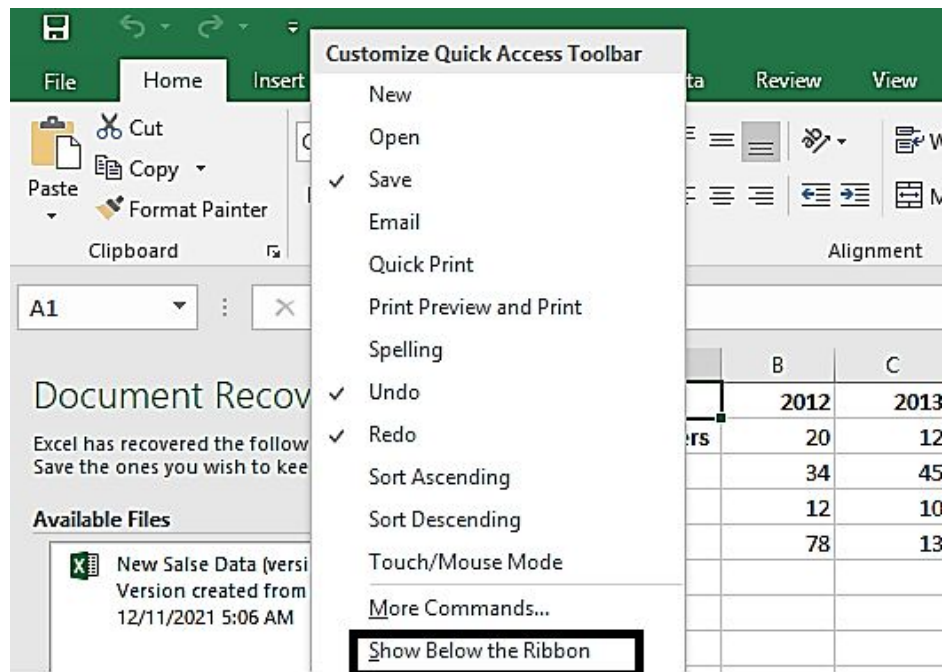 Customize Quick Access Toolbar
File Home Insert Review View
New
Open
Save
Email
Quick Print
Print Preview and Print
Spelling
Undo
Redo
Sort Ascending
Sort Descending
Touch/Mouse Mode
More Commands...
Show Below the Ribbon
Cut
Copy
Paste
Format Painter
Clipboard
Alignment
A1
B C
2012 2013
20 12
34 45
12 10
78 13
Document Recov
Excel has recovered the follow
Save the ones you wish to kee
Available Files
New Salse Data (versi
Version created from
12/11/2021 5:06 AM